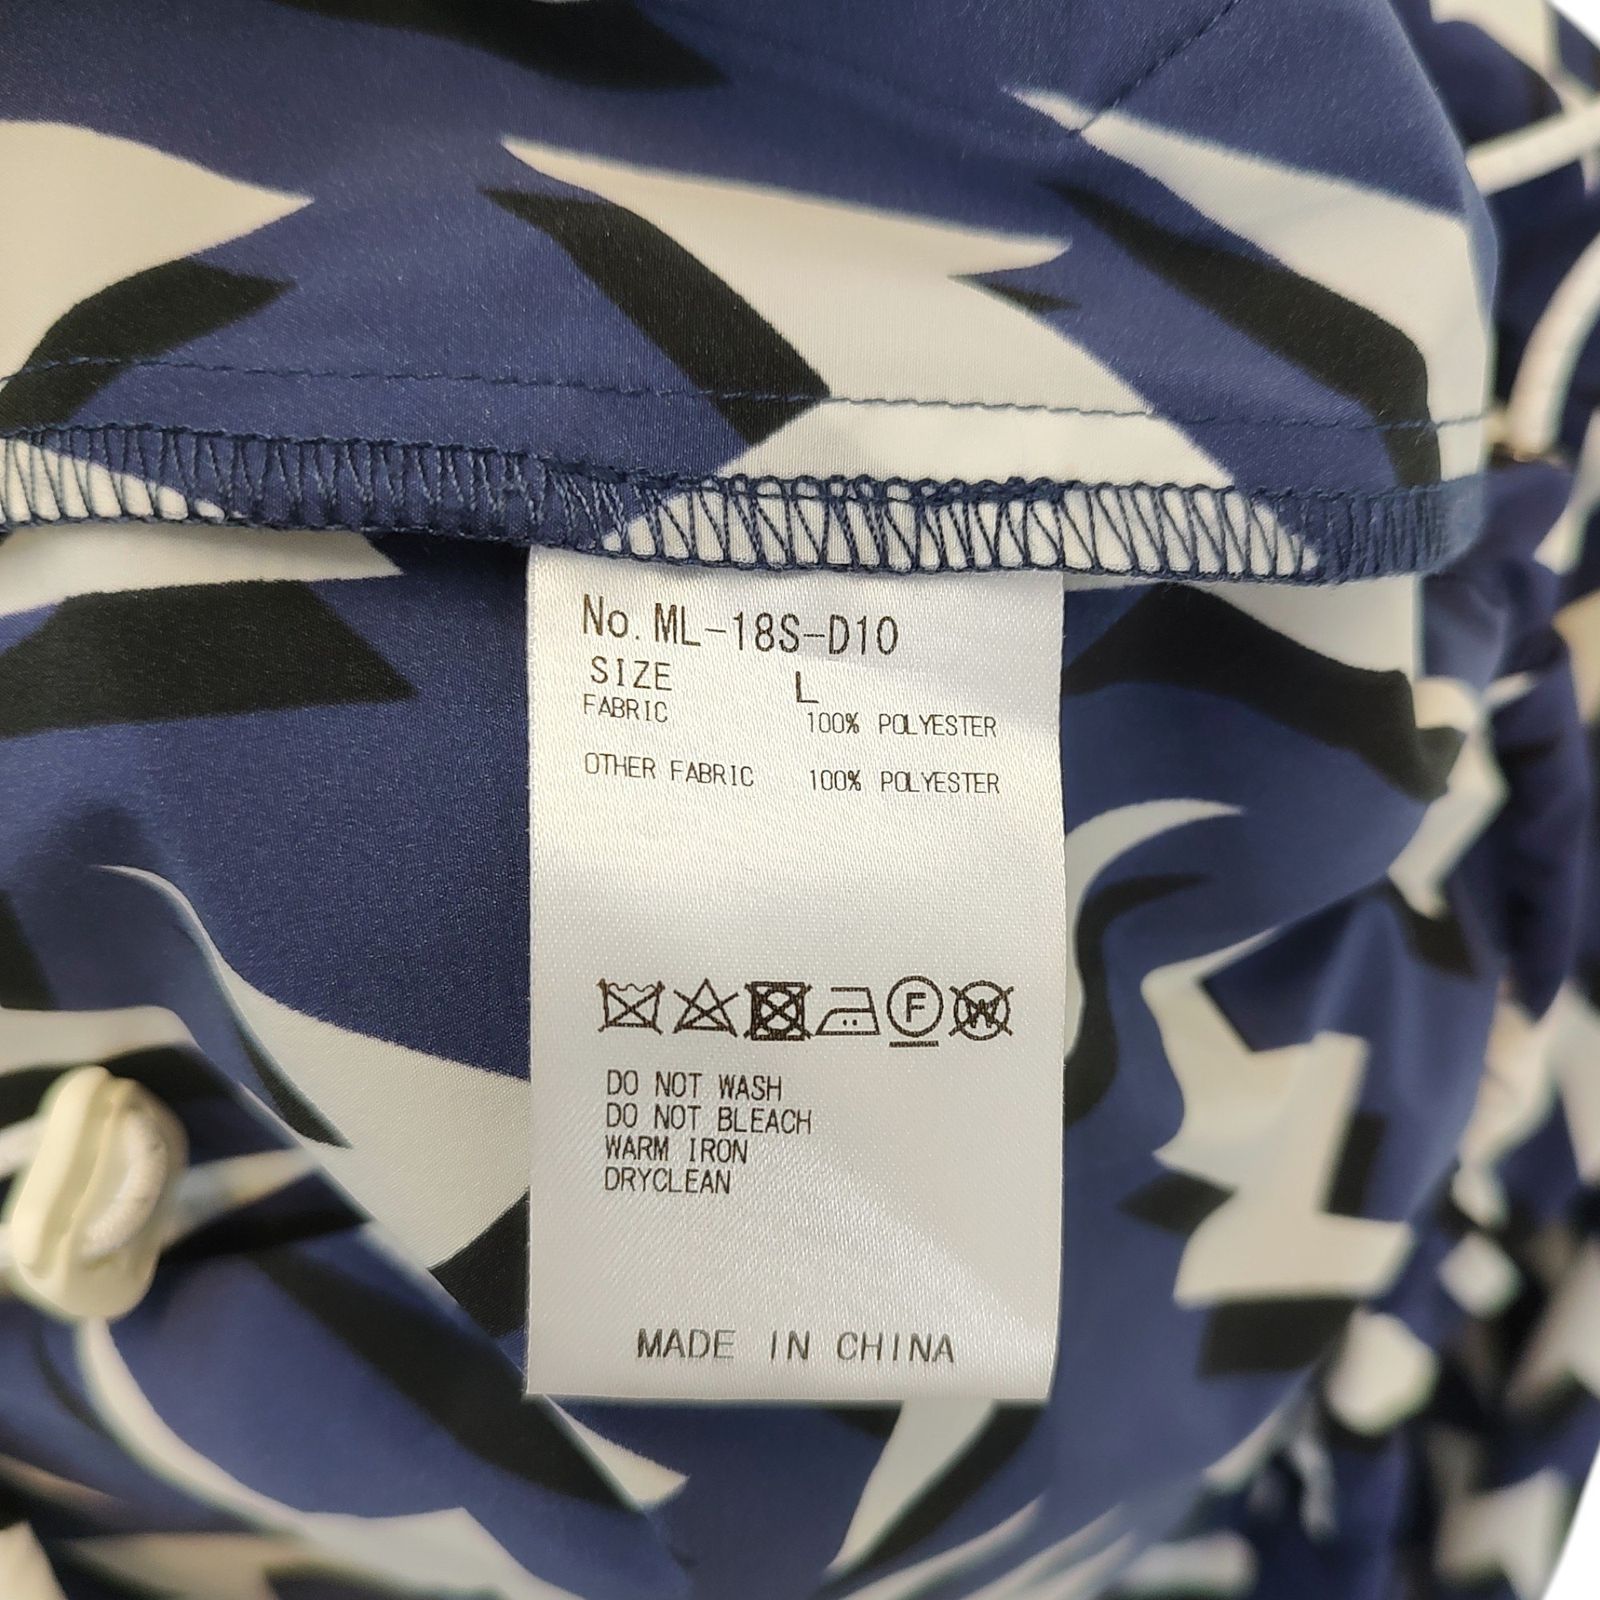 No. ML-18S-D10
SIZE L
FABRIC 100% POLYESTER
OTHER FABRIC 100% POLYESTER
F W
DO NOT WASH
DO NOT BLEACH
WARM IRON
DRYCLEAN
MADE IN CHINA